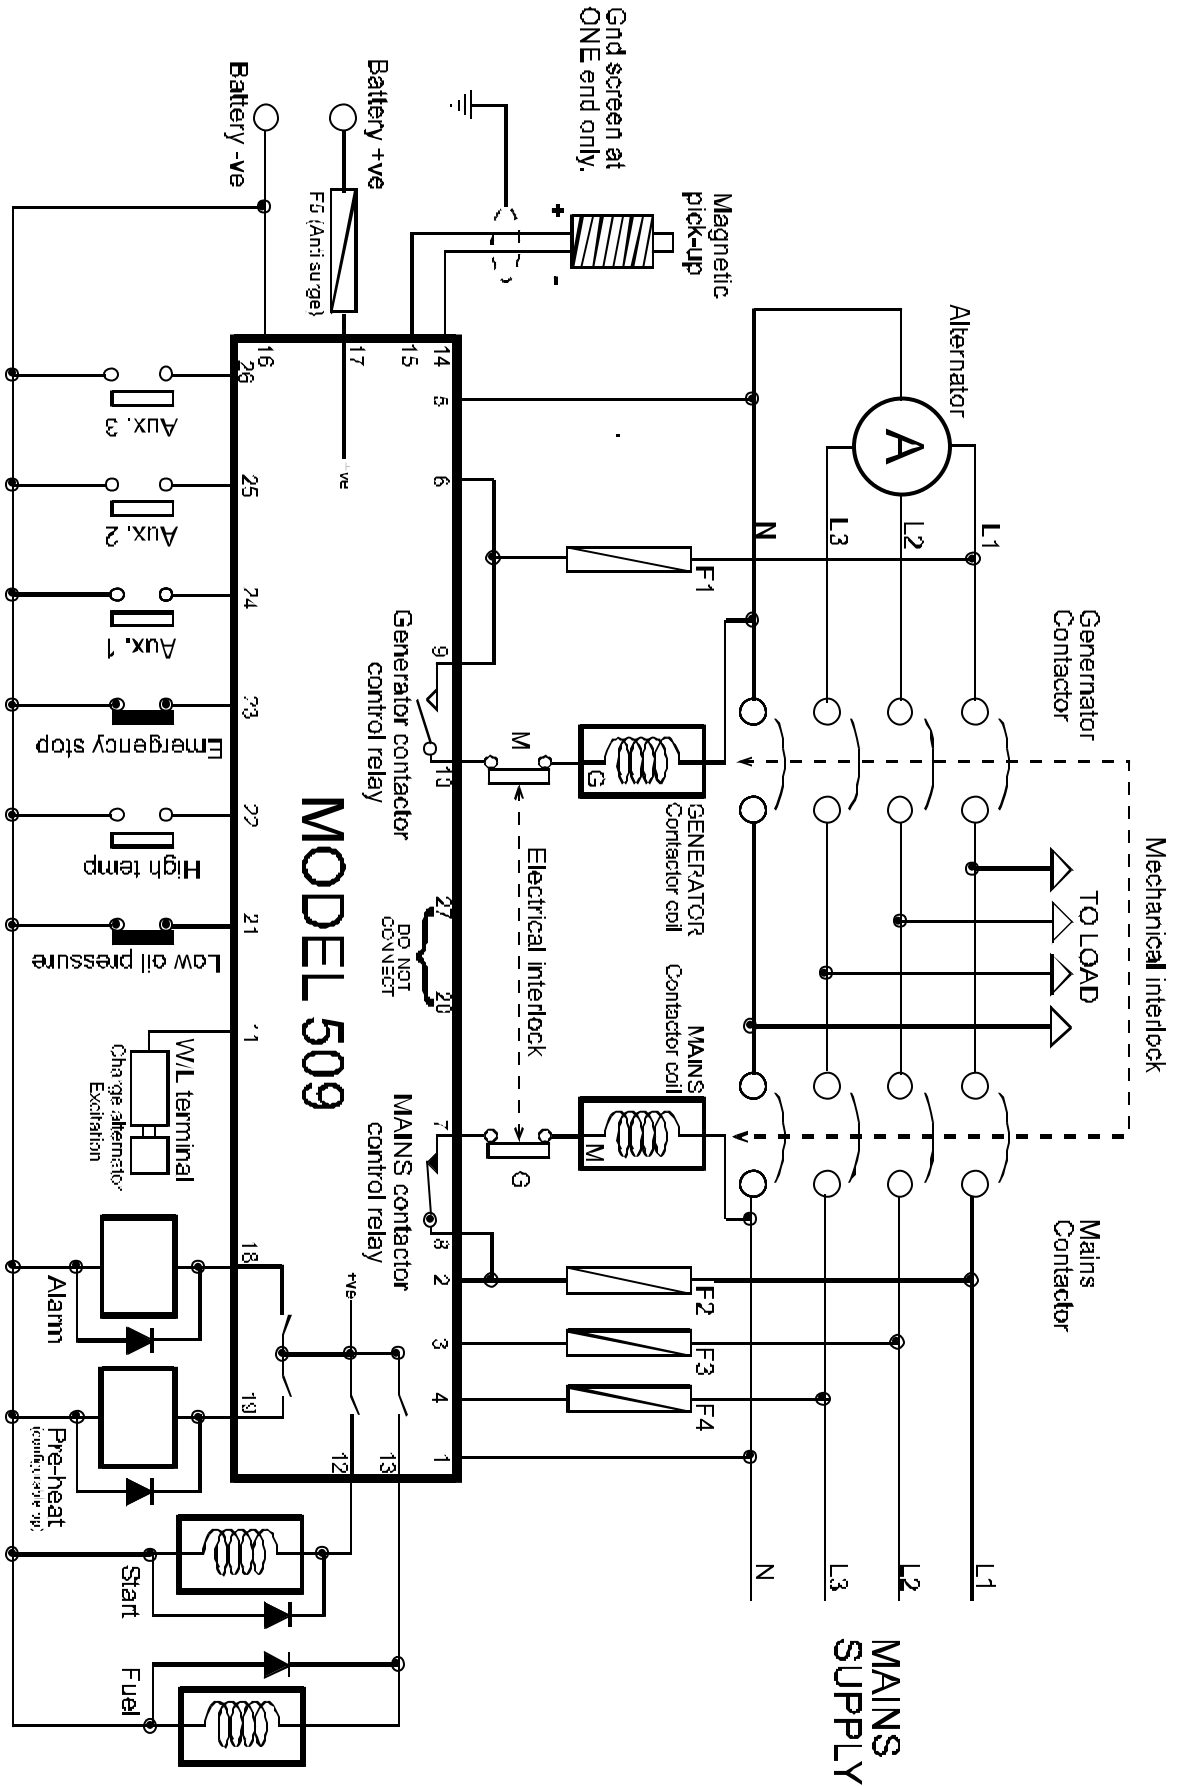 Gnd screen at
ONE end only.
Magnetic
pick-up
+
-
Battery +ve
Battery -ve
F5 (Anti surge)
Alternator
A
N
L3
L2
L1
Genernator
Contactor
Mechanical interlock
TO LOAD
Mains
Contactor
MAINS
SUPPLY
L1
L2
L3
N
F1
F2
F3
F4
GENERATOR
Contactor coil
G
MAINS
Contactor coil
M
M
Electrical interlock
G
14
15
16
17
+ve
5
6
9
10
27
20
DO NOT
CONNECT
7
8
2
3
4
1
Generator contactor
control relay
MAINS contactor
control relay
MODEL 509
+ve
26
25
24
23
22
21
11
18
19
12
13
Aux. 3
Aux. 2
Aux. 1
Emergency stop
High temp
Low oil pressure
W/L terminal
Charge alternator
Excitation
Alarm
Pre-heat
Start
Fuel